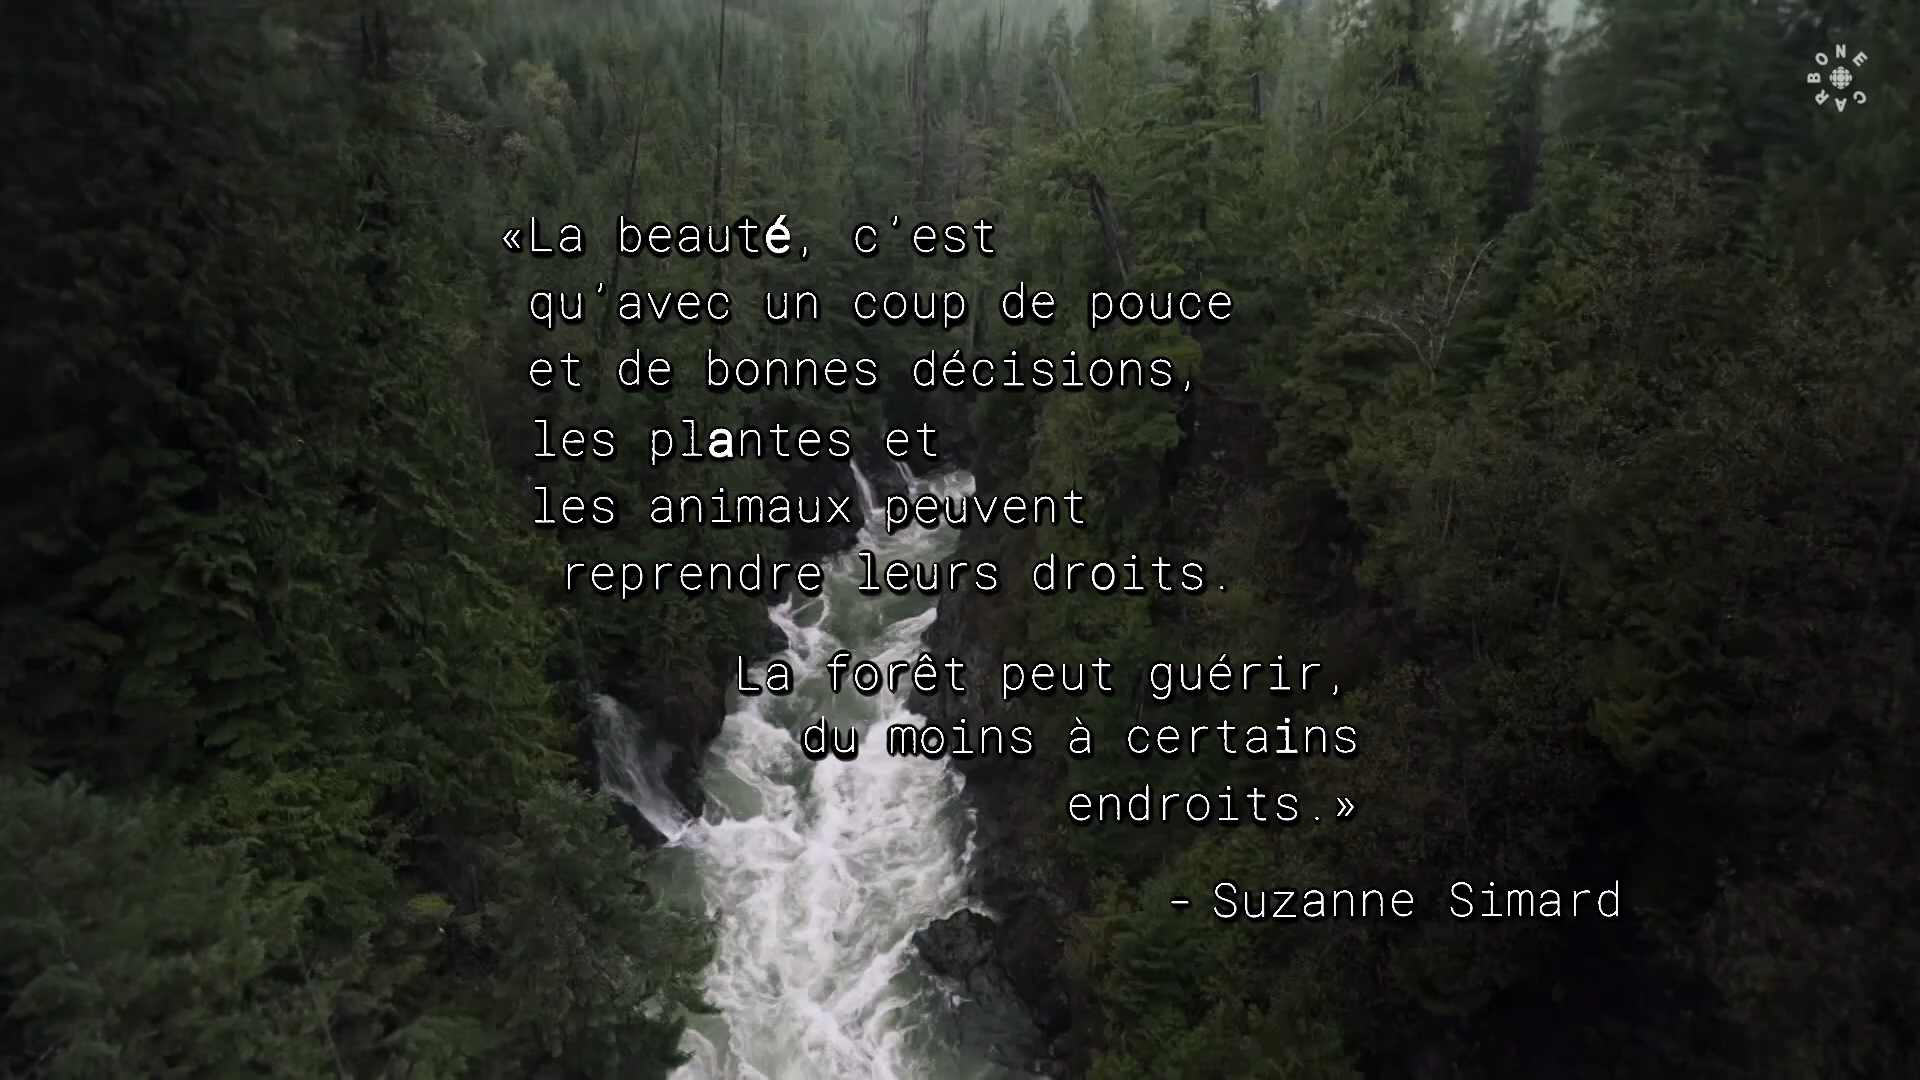 «La beauté, c'est
qu'avec un coup de pouce
et de bonnes décisions,
les plantes et
les animaux peuvent
reprendre leurs droits.
La forêt peut guérir,
du moins à certains
endroits.»
- Suzanne Simard
CARBONE